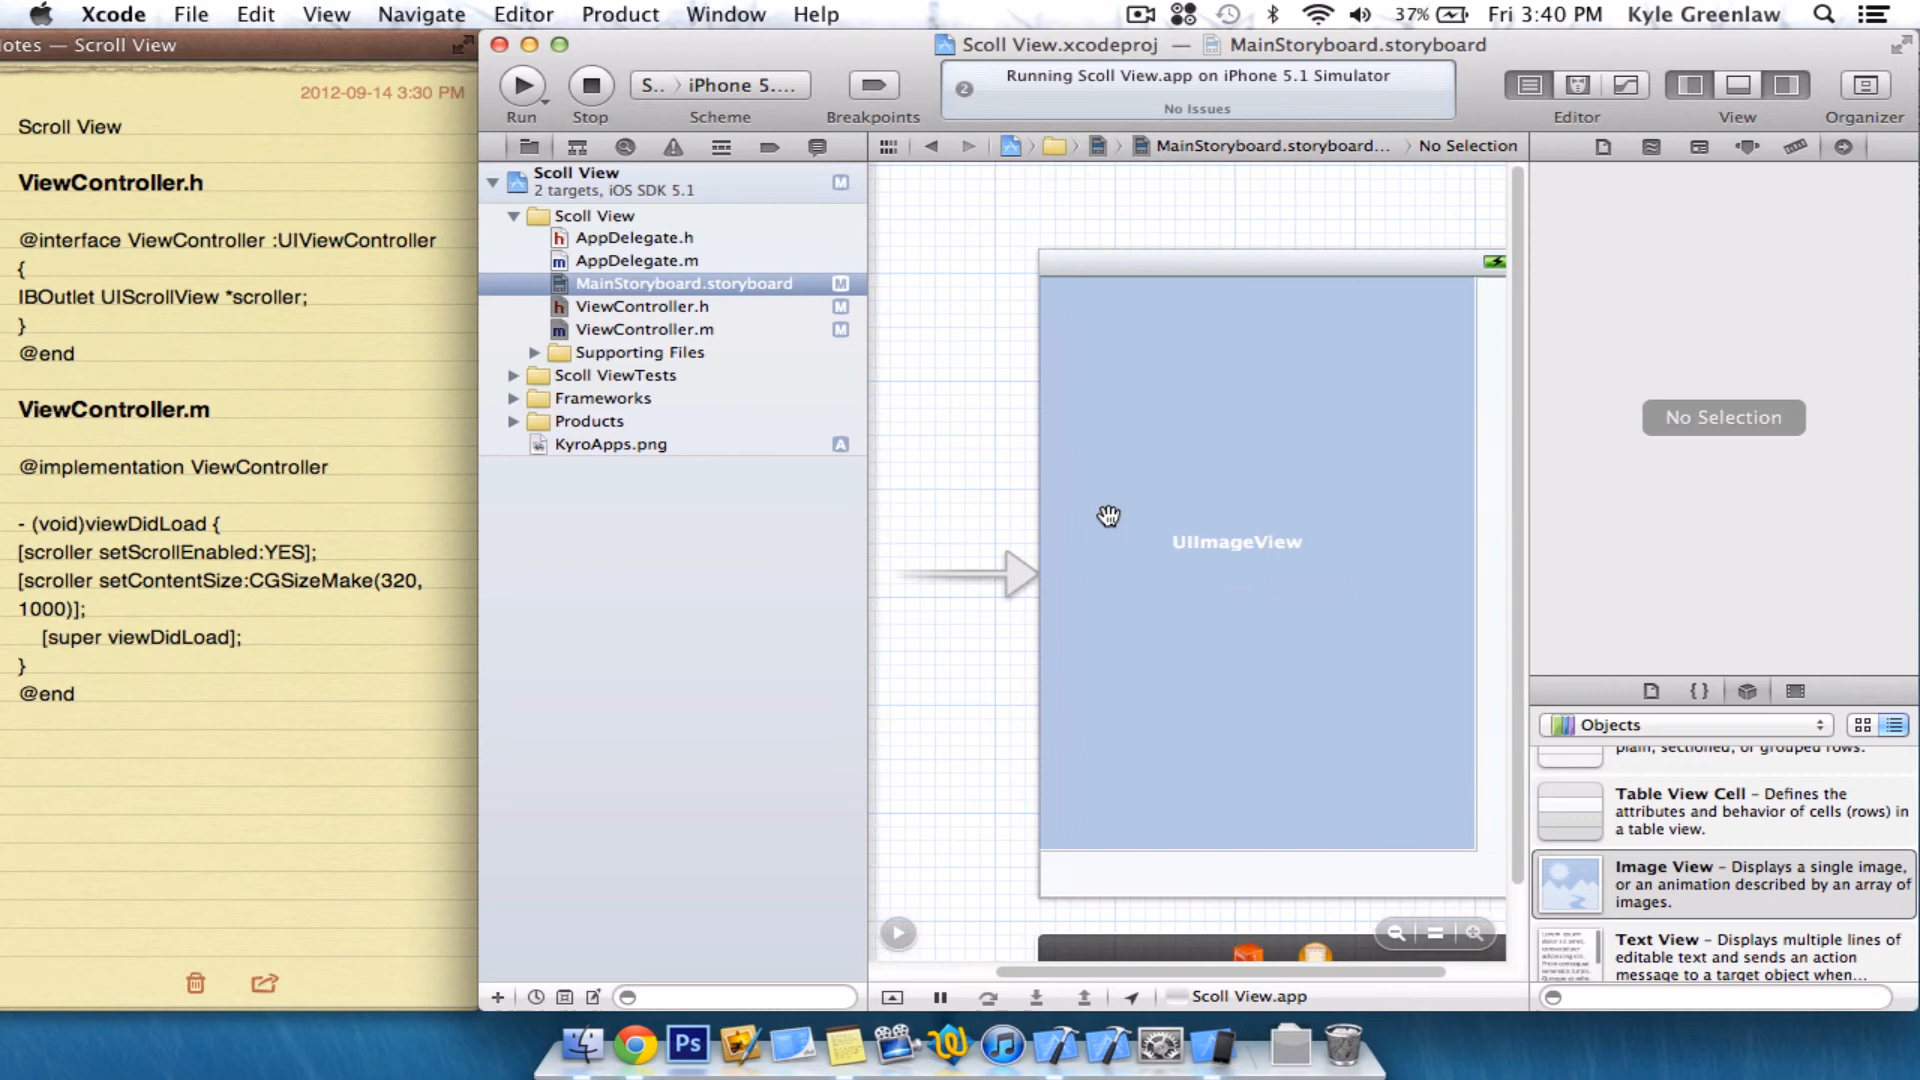 Xcode File Edit View Navigate Editor Product Window Help 37% Fri 3:40 PM Kyle Greenlaw
otes — Scroll View
2012-09-14 3:30 PM
Scroll View
ViewController.h
@interface ViewController :UIViewController
{
IBOutlet UIScrollView *scroller;
}
@end
ViewController.m
@implementation ViewController
- (void)viewDidLoad {
[scroller setScrollEnabled:YES];
[scroller setContentSize:CGSizeMake(320,
1000)];
[super viewDidLoad];
}
@end
Scoll View.xcodeproj — MainStoryboard.storyboard
S.. iPhone 5....
Running Scoll View.app on iPhone 5.1 Simulator
2
No Issues
Run Stop Scheme Breakpoints Editor View Organizer
MainStoryboard.storyboard... No Selection
Scoll View M
2 targets, iOS SDK 5.1
Scoll View
h AppDelegate.h
m AppDelegate.m
MainStoryboard.storyboard M
h ViewController.h M
m ViewController.m M
Supporting Files
Scoll ViewTests
Frameworks
Products
KyroApps.png A
UIImageView
Scoll View.app
No Selection
{ }
Objects
plain, sectioned, or grouped rows.
Table View Cell – Defines the
attributes and behavior of cells (rows) in
a table view.
Image View – Displays a single image,
or an animation described by an array of
images.
Text View – Displays multiple lines of
editable text and sends an action
message to a target object when...
Ps